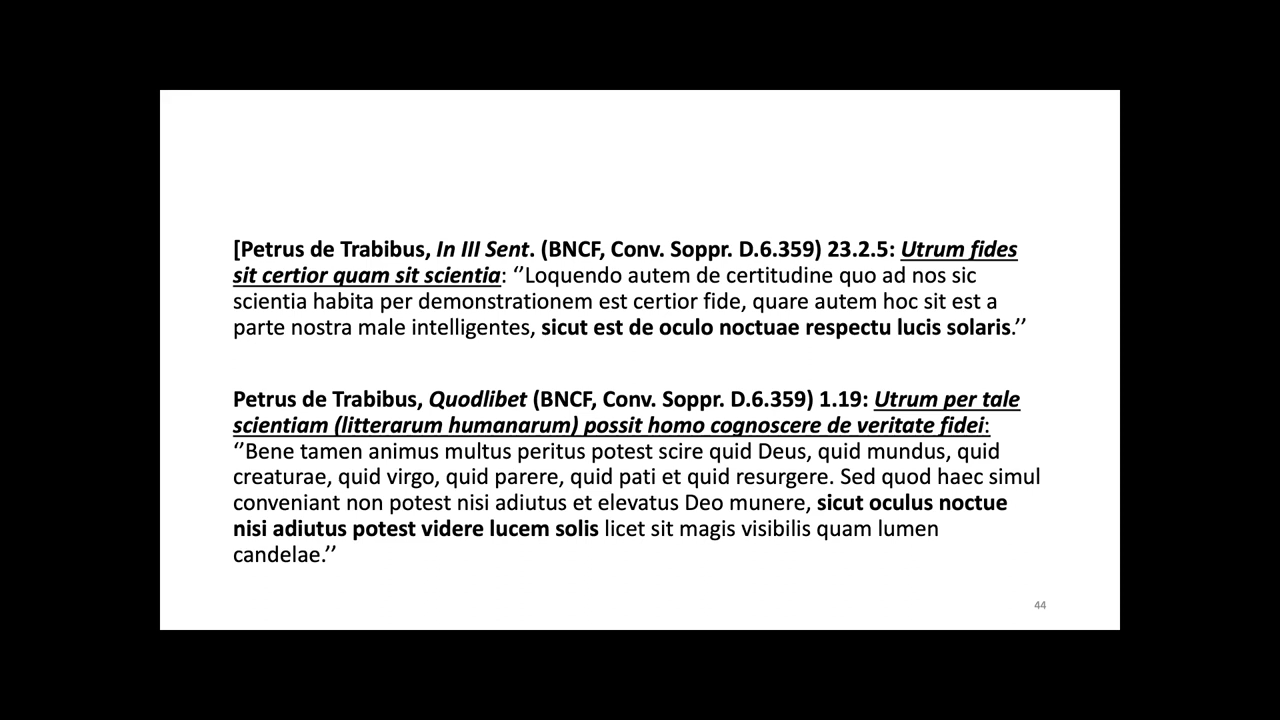 [Petrus de Trabibus, In III Sent. (BNCF, Conv. Soppr. D.6.359) 23.2.5: Utrum fides
sit certior quam sit scientia: ‘’Loquendo autem de certitudine quo ad nos sic
scientia habita per demonstrationem est certior fide, quare autem hoc sit est a
parte nostra male intelligentes, sicut est de oculo noctuae respectu lucis solaris.’’
Petrus de Trabibus, Quodlibet (BNCF, Conv. Soppr. D.6.359) 1.19: Utrum per tale
scientiam (litterarum humanarum) possit homo cognoscere de veritate fidei:
‘’Bene tamen animus multus peritus potest scire quid Deus, quid mundus, quid
creaturae, quid virgo, quid parere, quid pati et quid resurgere. Sed quod haec simul
conveniant non potest nisi adiutus et elevatus Deo munere, sicut oculus noctue
nisi adiutus potest videre lucem solis licet sit magis visibilis quam lumen
candelae.’’
44